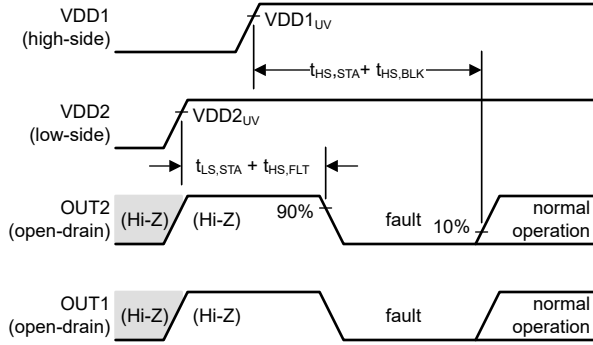 VDD1
(high-side)
VDD1UV
tHS,STA+ tHS,BLK
VDD2
(low-side)
VDD2UV
tLS,STA + tHS,FLT
OUT2
(open-drain)
(Hi-Z)
(Hi-Z)
90%
fault
10%
normal
operation
OUT1
(open-drain)
(Hi-Z)
(Hi-Z)
fault
normal
operation